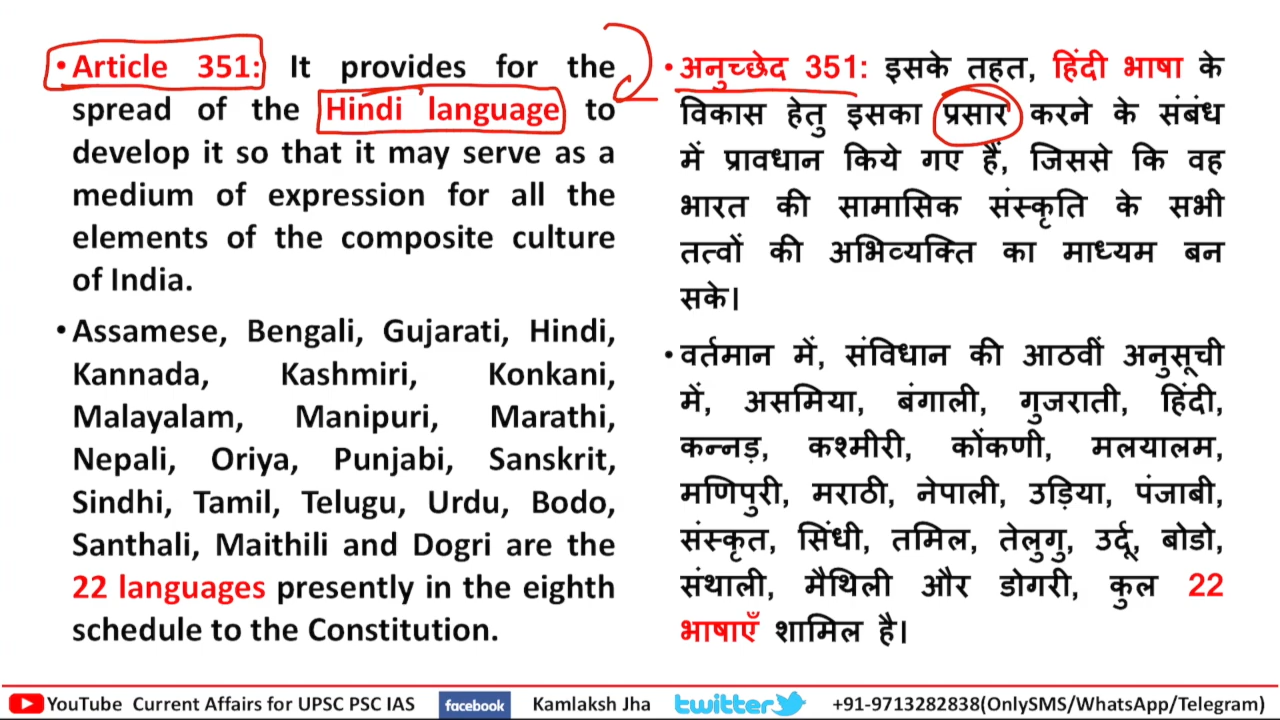 • Article 351: It provides for the
spread of the Hindi language to
develop it so that it may serve as a
medium of expression for all the
elements of the composite culture
of India.
• Assamese, Bengali, Gujarati, Hindi,
Kannada, Kashmiri, Konkani,
Malayalam, Manipuri, Marathi,
Nepali, Oriya, Punjabi, Sanskrit,
Sindhi, Tamil, Telugu, Urdu, Bodo,
Santhali, Maithili and Dogri are the
22 languages presently in the eighth
schedule to the Constitution.
• अनुच्छेद 351: इसके तहत, हिंदी भाषा के
विकास हेतु इसका प्रसार करने के संबंध
में प्रावधान किये गए हैं, जिससे कि वह
भारत की सामासिक संस्कृति के सभी
तत्वों की अभिव्यक्ति का माध्यम बन
सके।
• वर्तमान में, संविधान की आठवीं अनुसूची
में, असमिया, बंगाली, गुजराती, हिंदी,
कन्नड़, कश्मीरी, कोंकणी, मलयालम,
मणिपुरी, मराठी, नेपाली, उड़िया, पंजाबी,
संस्कृत, सिंधी, तमिल, तेलुगु, उर्दू, बोडो,
संथाली, मैथिली और डोगरी, कुल 22
भाषाएँ शामिल है।
YouTube Current Affairs for UPSC PSC IAS facebook Kamlaksh Jha twitter +91-9713282838(OnlySMS/WhatsApp/Telegram)